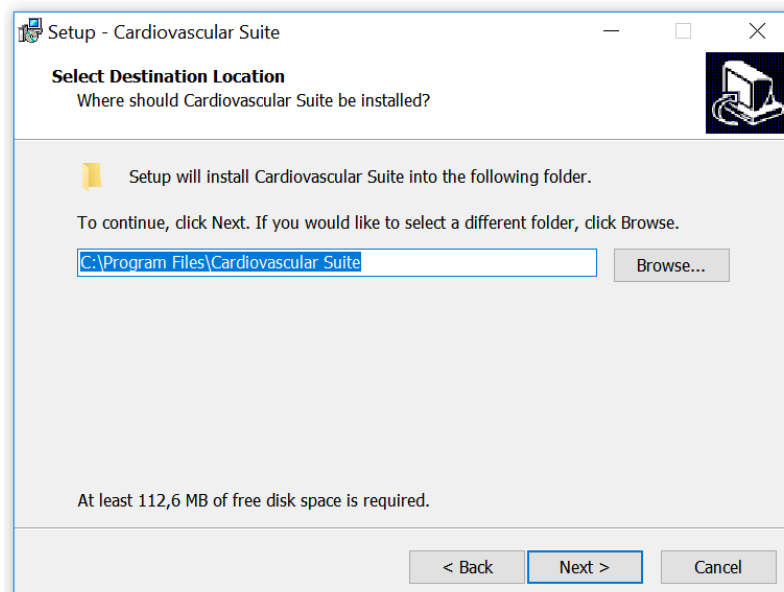 Setup - Cardiovascular Suite
Select Destination Location
Where should Cardiovascular Suite be installed?
Setup will install Cardiovascular Suite into the following folder.
To continue, click Next. If you would like to select a different folder, click Browse.
C:\Program Files\Cardiovascular Suite
Browse...
At least 112,6 MB of free disk space is required.
< Back
Next >
Cancel